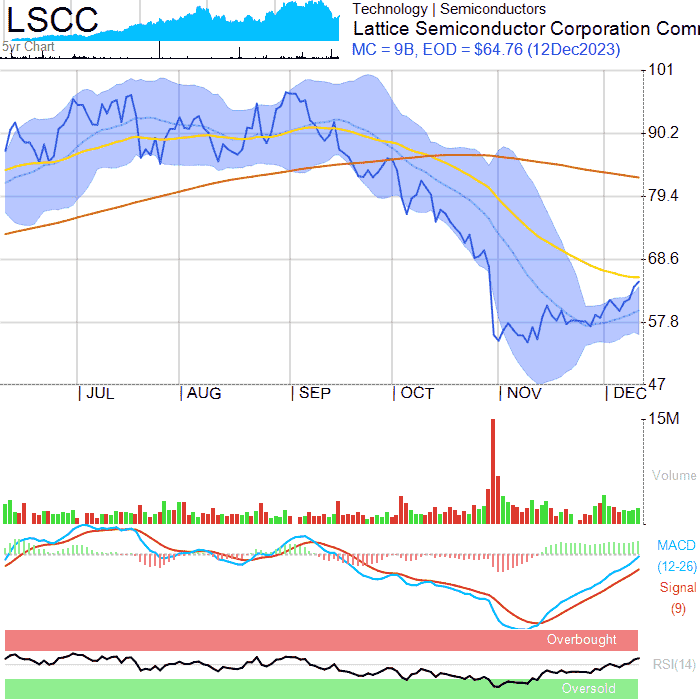 LSCC
5yr Chart
Technology | Semiconductors
Lattice Semiconductor Corporation Comm
MC = 9B, EOD = $64.76 (12Dec2023)
101
90.2
79.4
68.6
57.8
47
JUL AUG SEP OCT NOV DEC
15M
Volume
MACD
(12-26)
Signal
(9)
Overbought
RSI(14)
Oversold